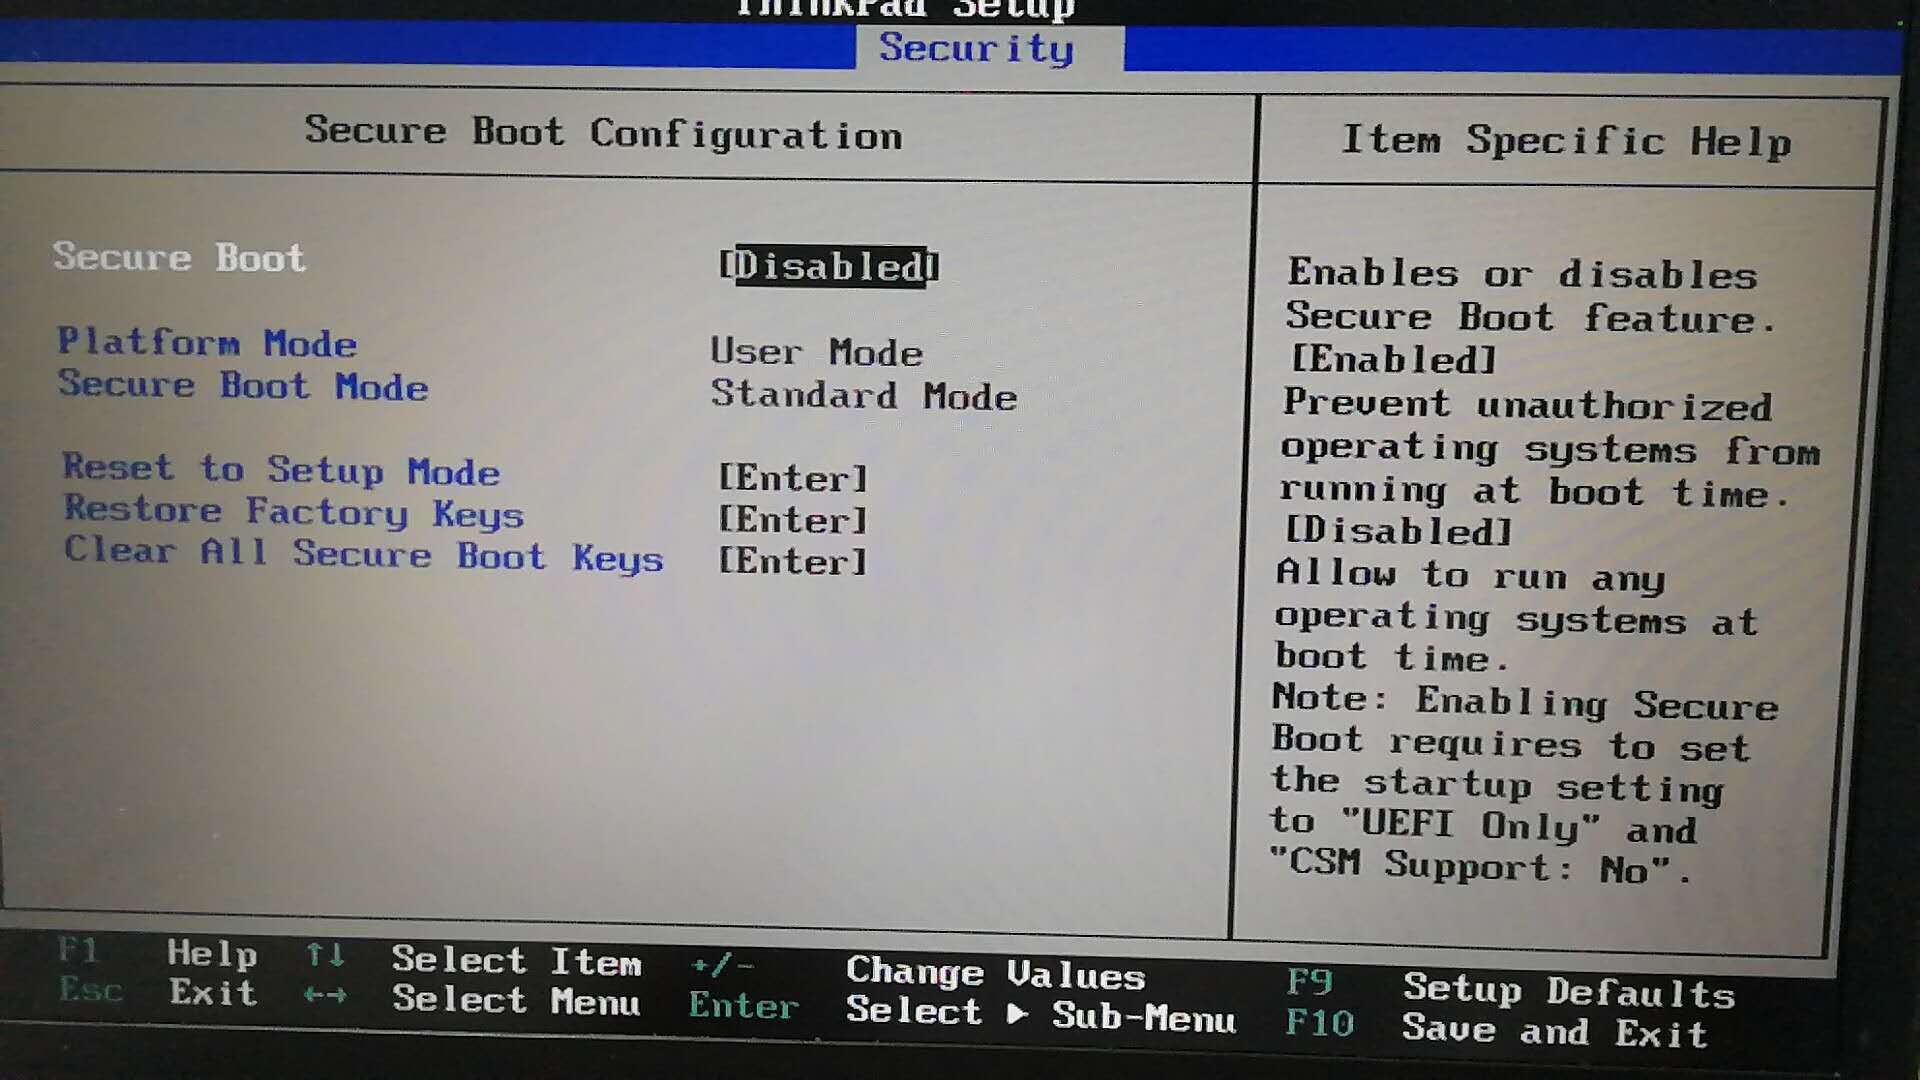 ThinkPad Setup
Security
Secure Boot Configuration
Item Specific Help
Secure Boot [Disabled]
Platform Mode User Mode
Secure Boot Mode Standard Mode
Reset to Setup Mode [Enter]
Restore Factory Keys [Enter]
Clear All Secure Boot Keys [Enter]
Enables or disables
Secure Boot feature.
[Enabled]
Prevent unauthorized
operating systems from
running at boot time.
[Disabled]
Allow to run any
operating systems at
boot time.
Note: Enabling Secure
Boot requires to set
the startup setting
to "UEFI Only" and
"CSM Support: No".
F1 Help ↑↓ Select Item +/- Change Values F9 Setup Defaults
Esc Exit ←→ Select Menu Enter Select ▶ Sub-Menu F10 Save and Exit